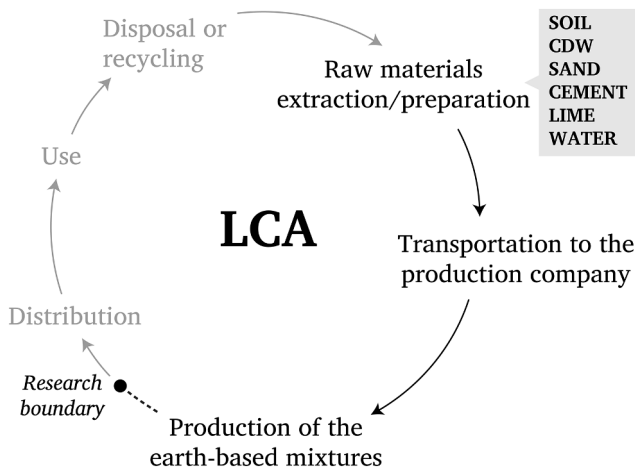 Disposal or
recycling
Raw materials
extraction/preparation
SOIL
CDW
SAND
CEMENT
LIME
WATER
Use
LCA
Transportation to the
production company
Distribution
Research
boundary
Production of the
earth-based mixtures